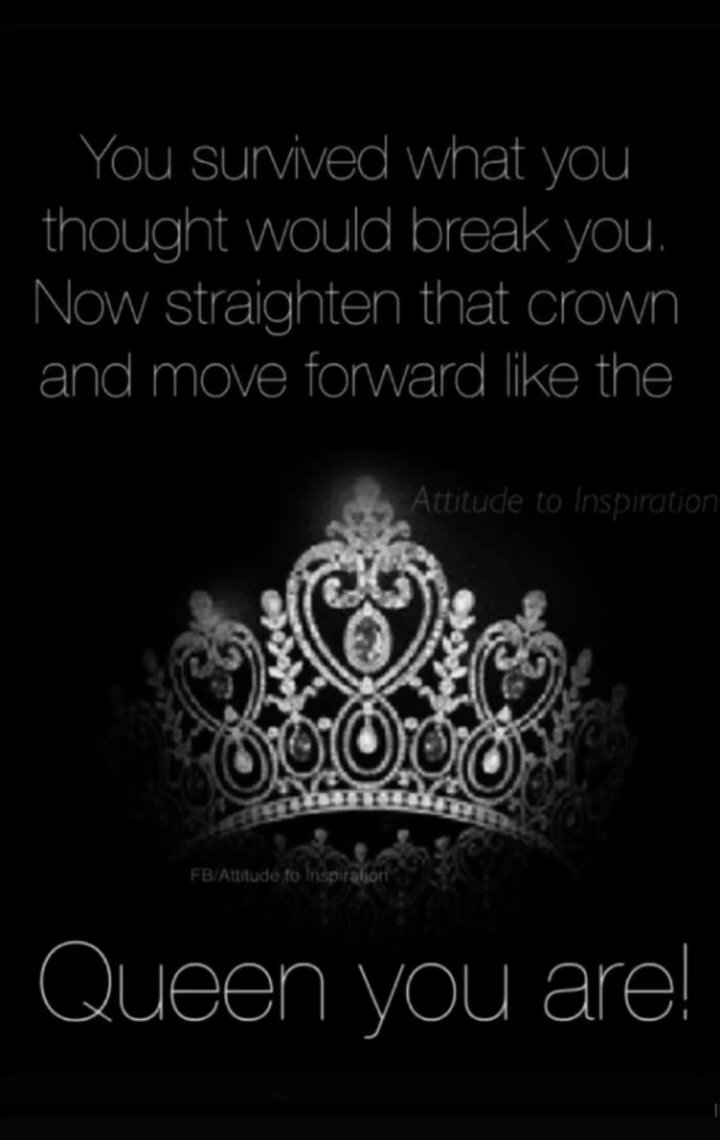 You survived what you
thought would break you.
Now straighten that crown
and move forward like the
Attitude to Inspiration
FB/Attitude to Inspiration
Queen you are!